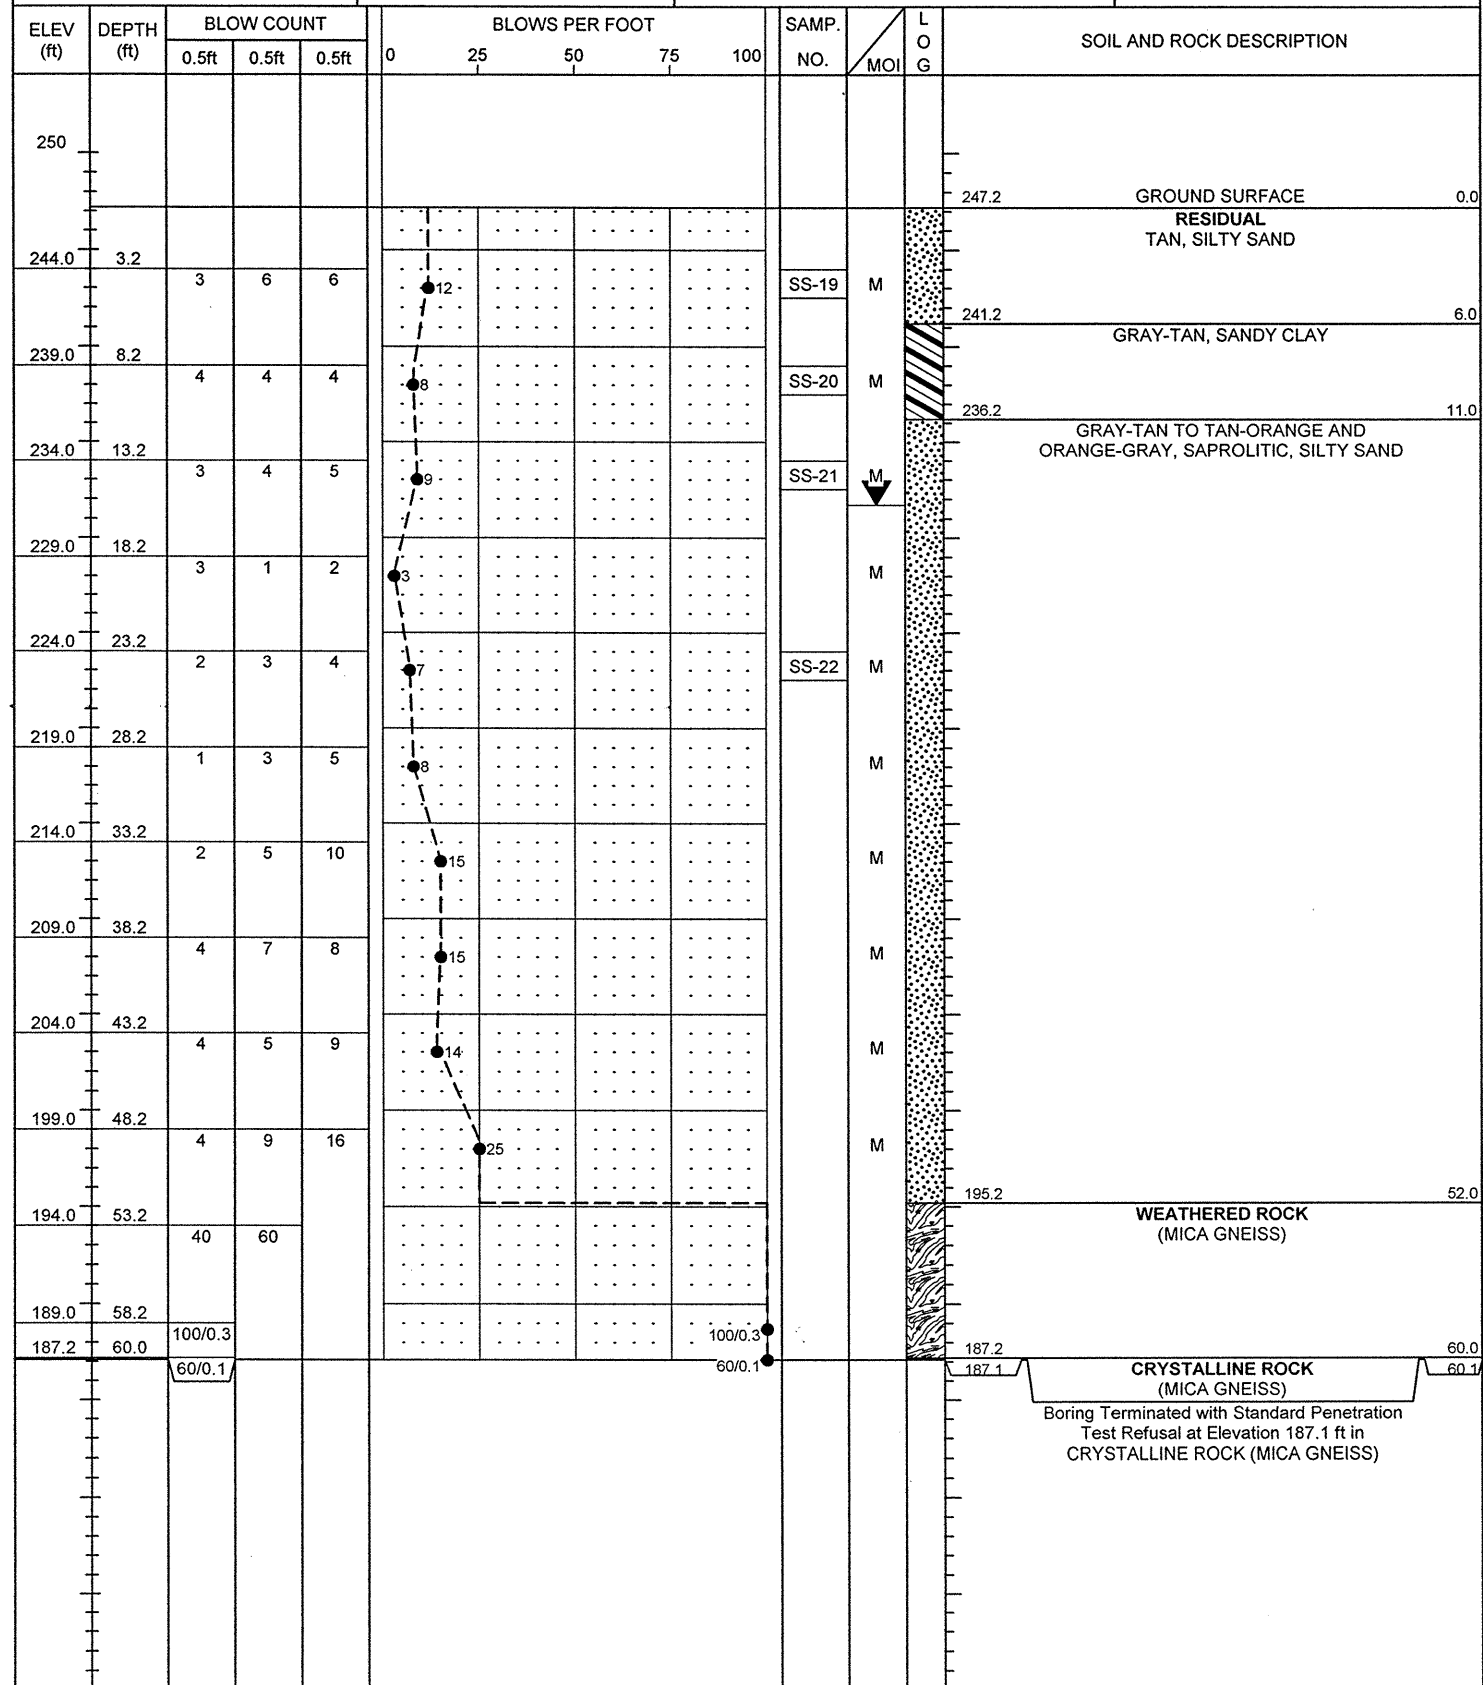 ELEV (ft) DEPTH (ft) BLOW COUNT BLOWS PER FOOT SAMP. NO. MOI LOG SOIL AND ROCK DESCRIPTION
0.5ft 0.5ft 0.5ft 0 25 50 75 100
250
247.2 GROUND SURFACE 0.0
RESIDUAL
TAN, SILTY SAND
244.0 3.2
3 6 6 12 SS-19 M
241.2 6.0
GRAY-TAN, SANDY CLAY
239.0 8.2
4 4 4 8 SS-20 M
236.2 11.0
GRAY-TAN TO TAN-ORANGE AND
ORANGE-GRAY, SAPROLITIC, SILTY SAND
234.0 13.2
3 4 5 9 SS-21 M
229.0 18.2
3 1 2 3 M
224.0 23.2
2 3 4 7 SS-22 M
219.0 28.2
1 3 5 8 M
214.0 33.2
2 5 10 15 M
209.0 38.2
4 7 8 15 M
204.0 43.2
4 5 9 14 M
199.0 48.2
4 9 16 25 M
195.2 52.0
WEATHERED ROCK
(MICA GNEISS)
194.0 53.2
40 60
189.0 58.2
100/0.3 100/0.3
187.2 60.0 187.2 60.0
60/0.1 60/0.1 187.1 CRYSTALLINE ROCK 60.1
(MICA GNEISS)
Boring Terminated with Standard Penetration
Test Refusal at Elevation 187.1 ft in
CRYSTALLINE ROCK (MICA GNEISS)